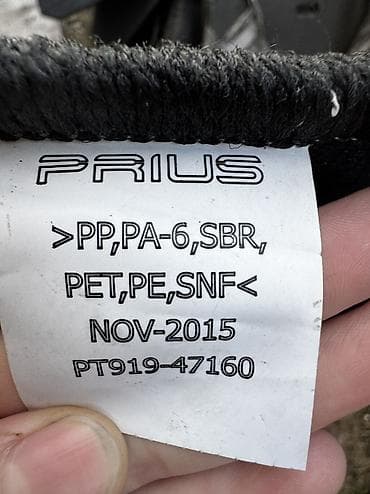 PRIUS
>PP,PA-6,SBR,
PET,PE,SNF<
NOV-2015
PT919-47160